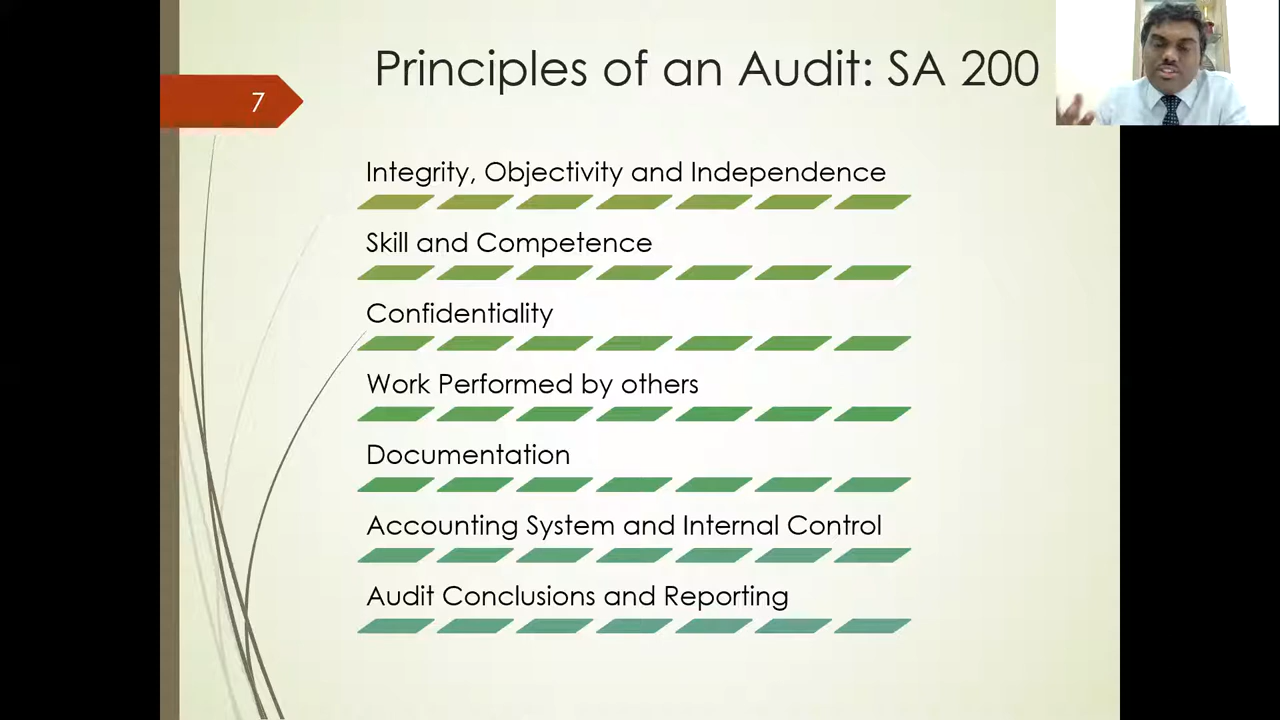 Principles of an Audit: SA 200
7
Integrity, Objectivity and Independence
Skill and Competence
Confidentiality
Work Performed by others
Documentation
Accounting System and Internal Control
Audit Conclusions and Reporting